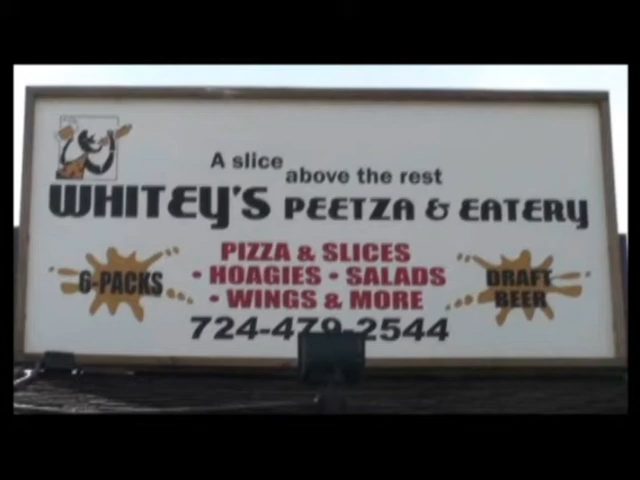 A slice
above the rest
WHITEY'S PEETZA & EATERY
PIZZA & SLICES
• HOAGIES • SALADS
• WINGS & MORE
6-PACKS
DRAFT
BEER
724-479-2544